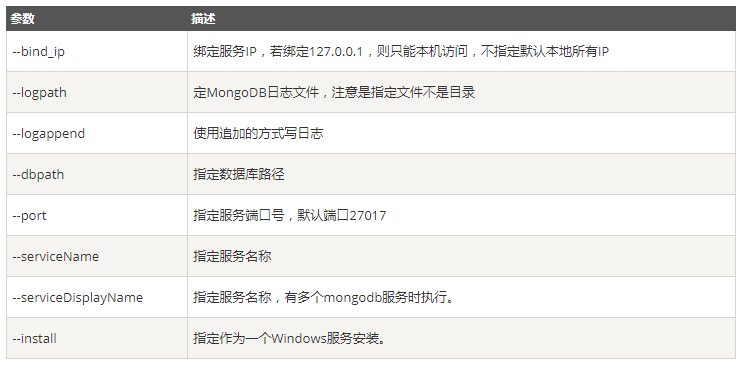 参数 描述
--bind_ip 绑定服务IP，若绑定127.0.0.1，则只能本机访问，不指定默认本地所有IP
--logpath 定MongoDB日志文件，注意是指定文件不是目录
--logappend 使用追加的方式写日志
--dbpath 指定数据库路径
--port 指定服务端口号，默认端口27017
--serviceName 指定服务名称
--serviceDisplayName 指定服务名称，有多个mongodb服务时执行。
--install 指定作为一个Windows服务安装。